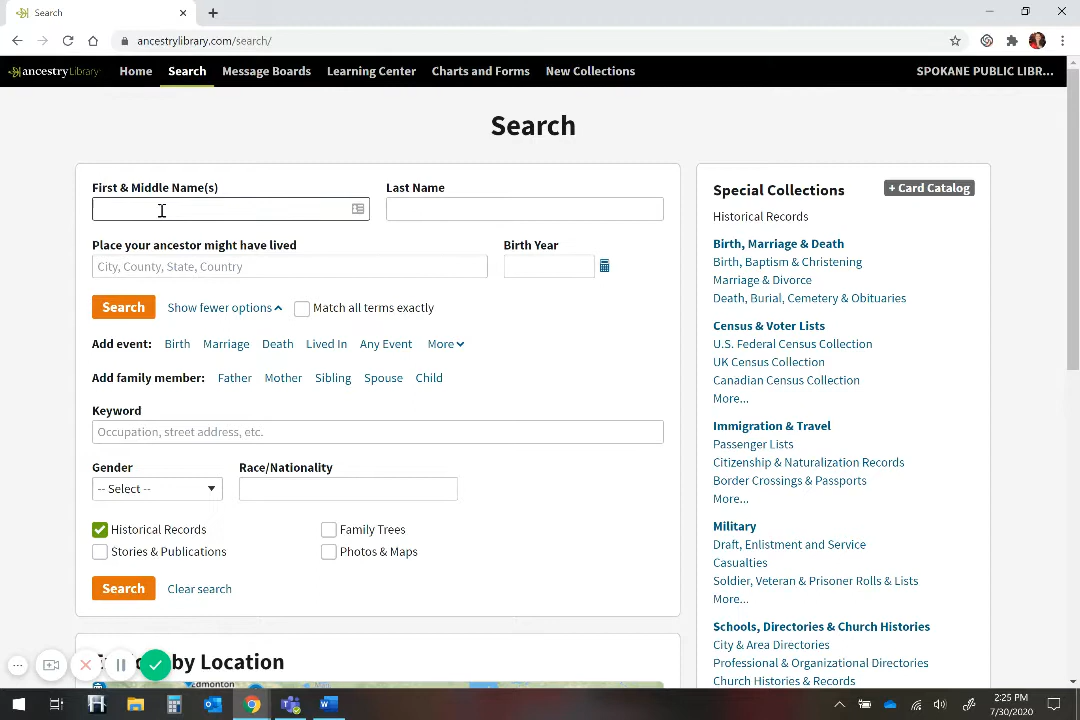 Search
ancestrylibrary.com/search/
ancestryLibrary Home Search Message Boards Learning Center Charts and Forms New Collections SPOKANE PUBLIC LIBR...
Search
First & Middle Name(s) Last Name
Place your ancestor might have lived Birth Year
City, County, State, Country
Search Show fewer options Match all terms exactly
Add event: Birth Marriage Death Lived In Any Event More
Add family member: Father Mother Sibling Spouse Child
Keyword
Occupation, street address, etc.
Gender Race/Nationality
-- Select --
Historical Records Family Trees
Stories & Publications Photos & Maps
Search Clear search
by Location
Special Collections + Card Catalog
Historical Records
Birth, Marriage & Death
Birth, Baptism & Christening
Marriage & Divorce
Death, Burial, Cemetery & Obituaries
Census & Voter Lists
U.S. Federal Census Collection
UK Census Collection
Canadian Census Collection
More...
Immigration & Travel
Passenger Lists
Citizenship & Naturalization Records
Border Crossings & Passports
More...
Military
Draft, Enlistment and Service
Casualties
Soldier, Veteran & Prisoner Rolls & Lists
More...
Schools, Directories & Church Histories
City & Area Directories
Professional & Organizational Directories
Church Histories & Records
2:25 PM
7/30/2020